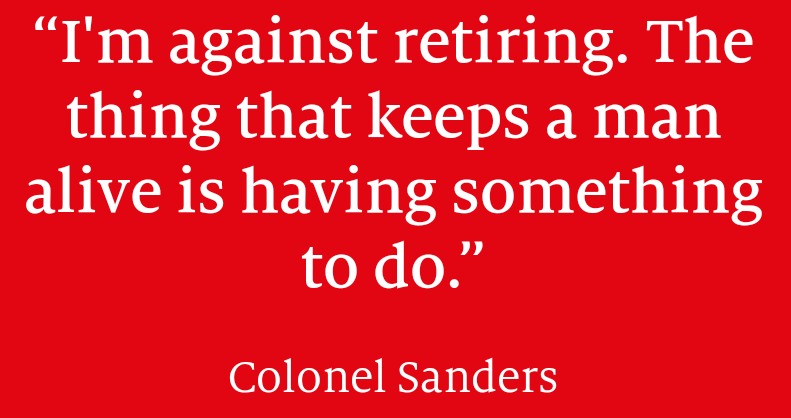 “I'm against retiring. The
thing that keeps a man
alive is having something
to do.”
Colonel Sanders